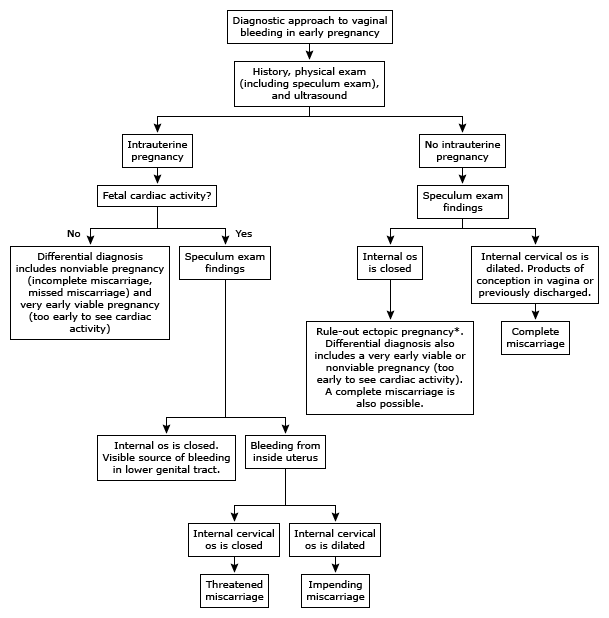 Diagnostic approach to vaginal
bleeding in early pregnancy
History, physical exam
(including speculum exam),
and ultrasound
Intrauterine
pregnancy
No intrauterine
pregnancy
Fetal cardiac activity?
Speculum exam
findings
No
Yes
Differential diagnosis
includes nonviable pregnancy
(incomplete miscarriage,
missed miscarriage) and
very early viable pregnancy
(too early to see cardiac
activity)
Speculum exam
findings
Internal os
is closed
Internal cervical os is
dilated. Products of
conception in vagina or
previously discharged.
Rule-out ectopic pregnancy*.
Differential diagnosis also
includes a very early viable or
nonviable pregnancy (too
early to see cardiac activity).
A complete miscarriage is
also possible.
Complete
miscarriage
Internal os is closed.
Visible source of bleeding
in lower genital tract.
Bleeding from
inside uterus
Internal cervical
os is closed
Internal cervical
os is dilated
Threatened
miscarriage
Impending
miscarriage